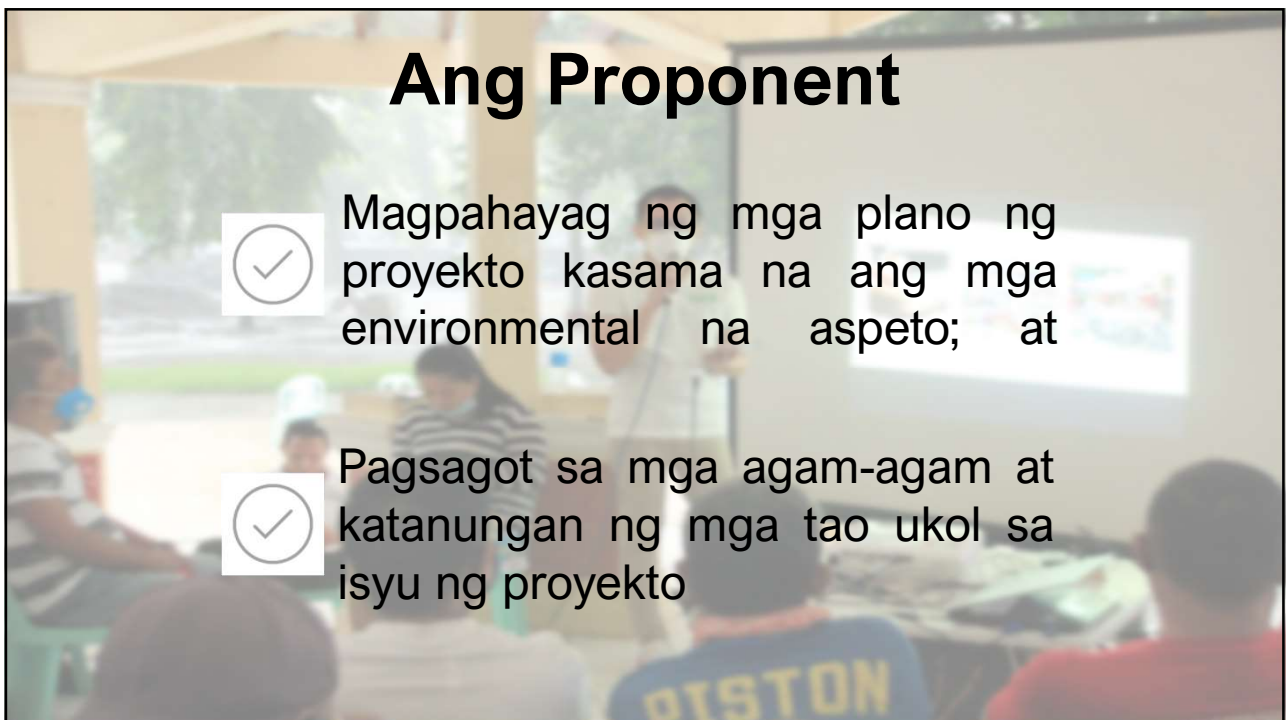 Ang Proponent
Magpahayag ng mga plano ng
proyekto kasama na ang mga
environmental na aspeto; at
Pagsagot sa mga agam-agam at
katanungan ng mga tao ukol sa
isyu ng proyekto
PISTON